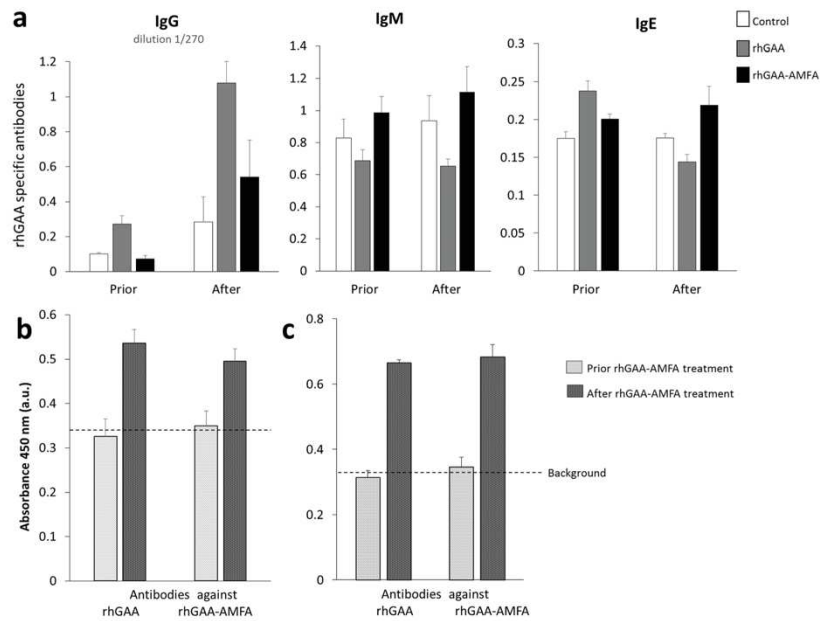 a
IgG
dilution 1/270
rhGAA specific antibodies
1.2
1
0.8
0.6
0.4
0.2
0
Prior
After
IgM
1.4
1.2
1
0.8
0.6
0.4
0.2
0
Prior
After
IgE
0.3
0.25
0.2
0.15
0.1
0.05
0
Prior
After
Control
rhGAA
rhGAA-AMFA
b
Absorbance 450 nm (a.u.)
0.6
0.5
0.4
0.3
0.2
0.1
0
Antibodies against
rhGAA
rhGAA-AMFA
c
0.8
0.6
0.4
0.2
0
Antibodies against
rhGAA
rhGAA-AMFA
Prior rhGAA-AMFA treatment
After rhGAA-AMFA treatment
Background